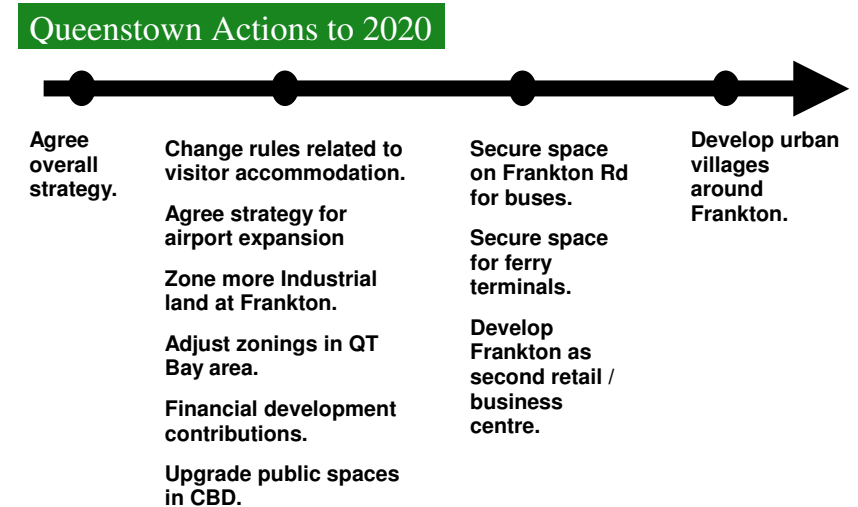 Queenstown Actions to 2020
Agree
overall
strategy.
Change rules related to
visitor accommodation.
Agree strategy for
airport expansion
Zone more Industrial
land at Frankton.
Adjust zonings in QT
Bay area.
Financial development
contributions.
Upgrade public spaces
in CBD.
Secure space
on Frankton Rd
for buses.
Secure space
for ferry
terminals.
Develop
Frankton as
second retail /
business
centre.
Develop urban
villages
around
Frankton.